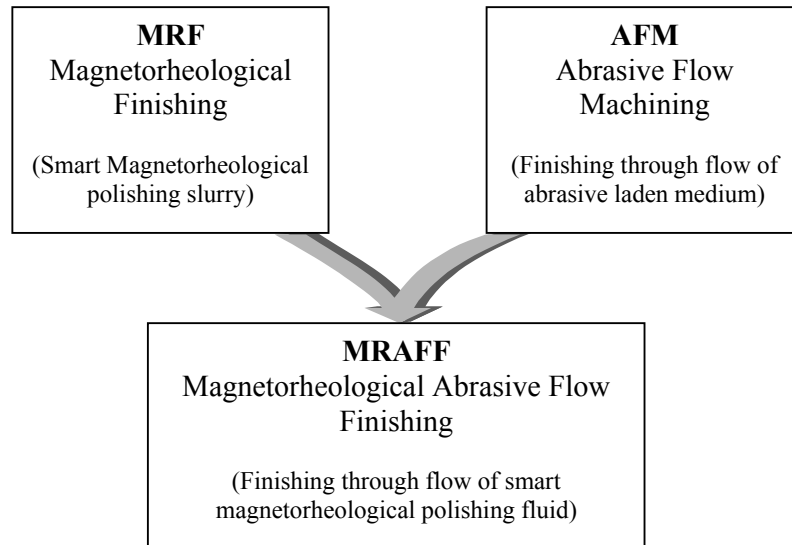 MRF
Magnetorheological
Finishing
(Smart Magnetorheological
polishing slurry)
AFM
Abrasive Flow
Machining
(Finishing through flow of
abrasive laden medium)
MRAFF
Magnetorheological Abrasive Flow
Finishing
(Finishing through flow of smart
magnetorheological polishing fluid)